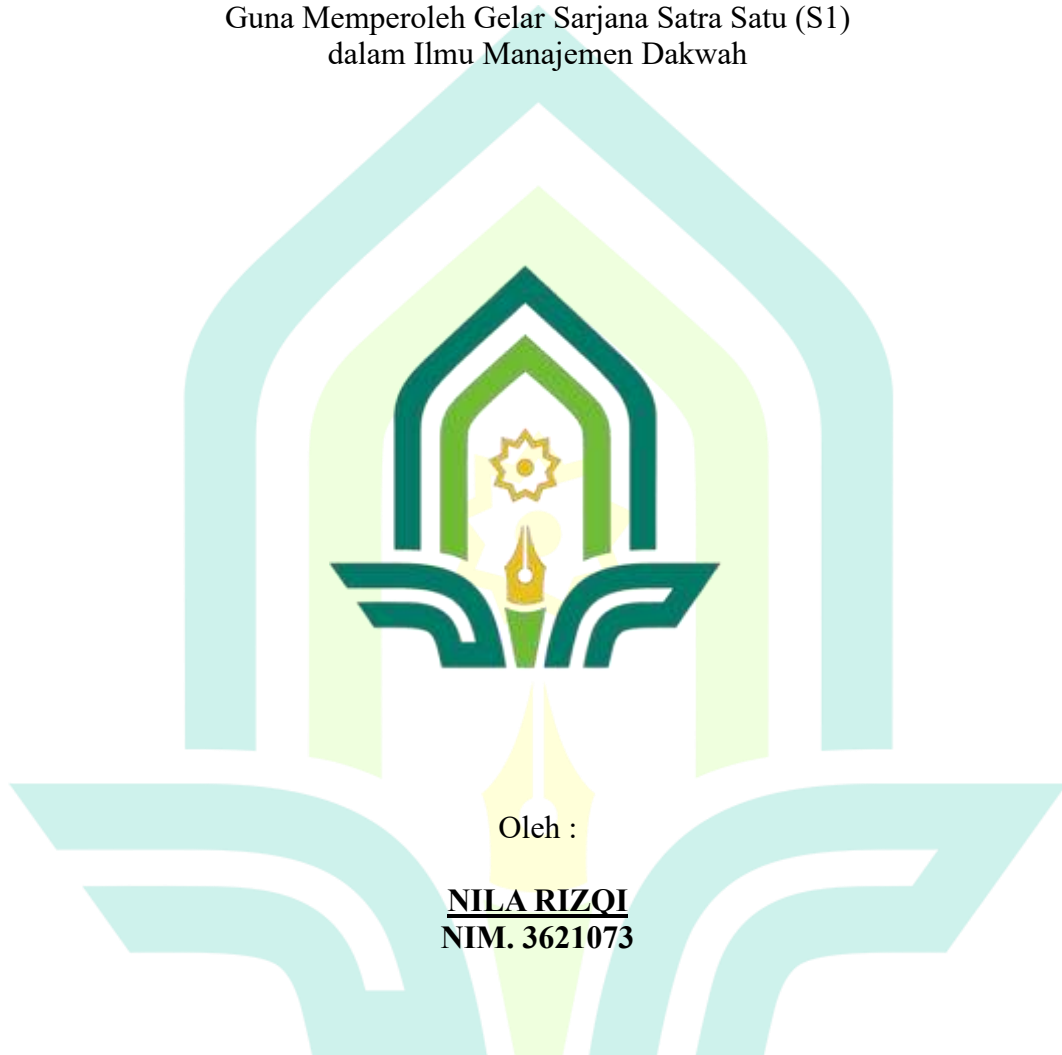 Guna Memperoleh Gelar Sarjana Satra Satu (S1)
dalam Ilmu Manajemen Dakwah
Oleh :
NILA RIZQI
NIM. 3621073